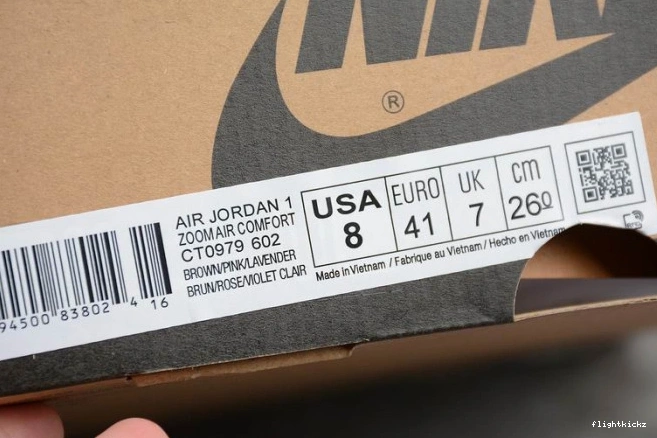 NIKE
®
AIR JORDAN 1
ZOOM AIR COMFORT
CT0979 602
BROWN/PINK/LAVENDER
BRUN/ROSE/VIOLET CLAIR
USA
8
EURO
41
UK
7
cm
26
Made in Vietnam / Fabriqué au Vietnam / Hecho en Vietnam
94500 83802 4 16
flightkickz